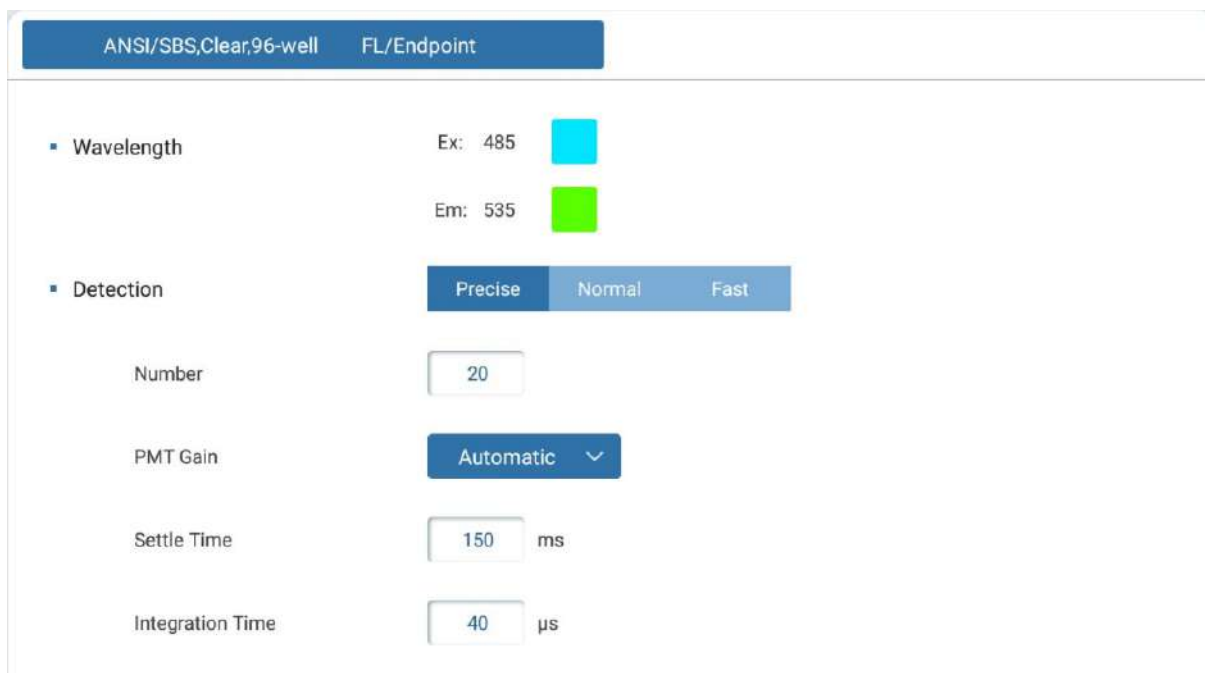 ANSI/SBS,Clear,96-well FL/Endpoint
Wavelength Ex: 485
Em: 535
Detection Precise Normal Fast
Number 20
PMT Gain Automatic
Settle Time 150 ms
Integration Time 40 µs